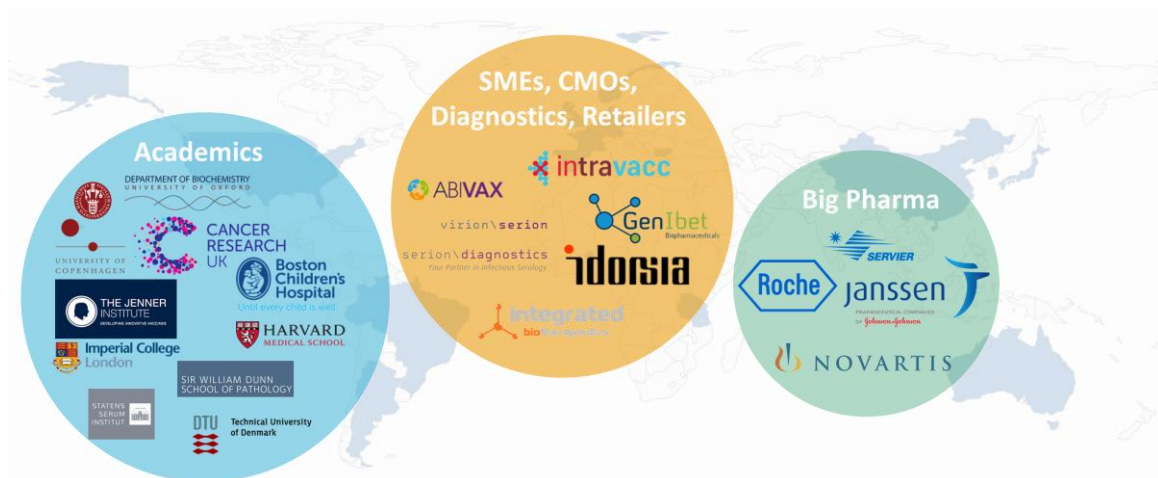 Academics
DEPARTMENT OF BIOCHEMISTRY
UNIVERSITY OF OXFORD
UNIVERSITY OF
COPENHAGEN
CANCER
RESEARCH
UK
Boston
Children's
Hospital
Until every child is well
THE JENNER
INSTITUTE
DEVELOPING INNOVATIVE VACCINES
HARVARD
MEDICAL SCHOOL
Imperial College
London
SIR WILLIAM DUNN
SCHOOL OF PATHOLOGY
STATENS
SERUM
INSTITUT
DTU
Technical University
of Denmark
SMEs, CMOs,
Diagnostics, Retailers
intravacc
ABIVAX
GenIbet
Biopharmaceuticals
virion\serion
serion\diagnostics
Your Partner in Infectious Serology
idorsia
integrated
Big Pharma
SERVIER
Roche
janssen
PHARMACEUTICAL COMPANIES
OF Johnson-Johnson
NOVARTIS